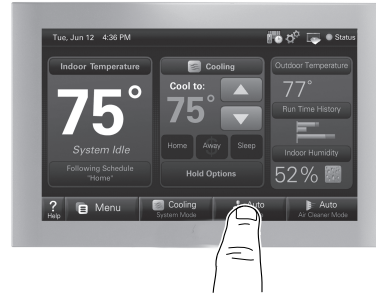 Tue, Jun 12 4:36 PM
Status
Indoor Temperature
75°
System Idle
Following Schedule
"Home"
Cooling
Cool to:
75°
Home Away Sleep
Hold Options
Outdoor Temperature
77°
Run Time History
Indoor Humidity
52%
?
Help
Menu
Cooling
System Mode
Auto
Auto
Air Cleaner Mode